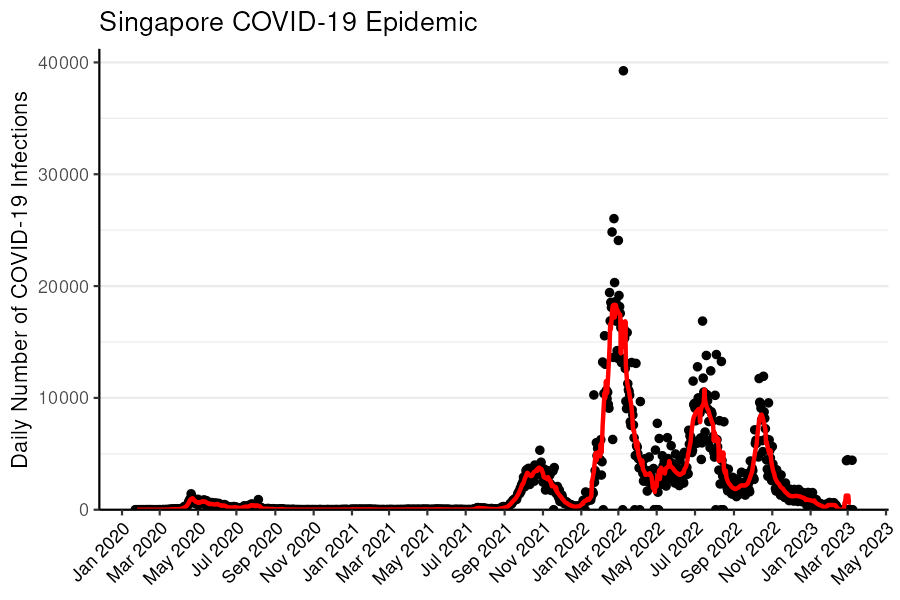 Singapore COVID-19 Epidemic
Daily Number of COVID-19 Infections
40000
30000
20000
10000
0
Jan 2020
Mar 2020
May 2020
Jul 2020
Sep 2020
Nov 2020
Jan 2021
Mar 2021
May 2021
Jul 2021
Sep 2021
Nov 2021
Jan 2022
Mar 2022
May 2022
Jul 2022
Sep 2022
Nov 2022
Jan 2023
Mar 2023
May 2023